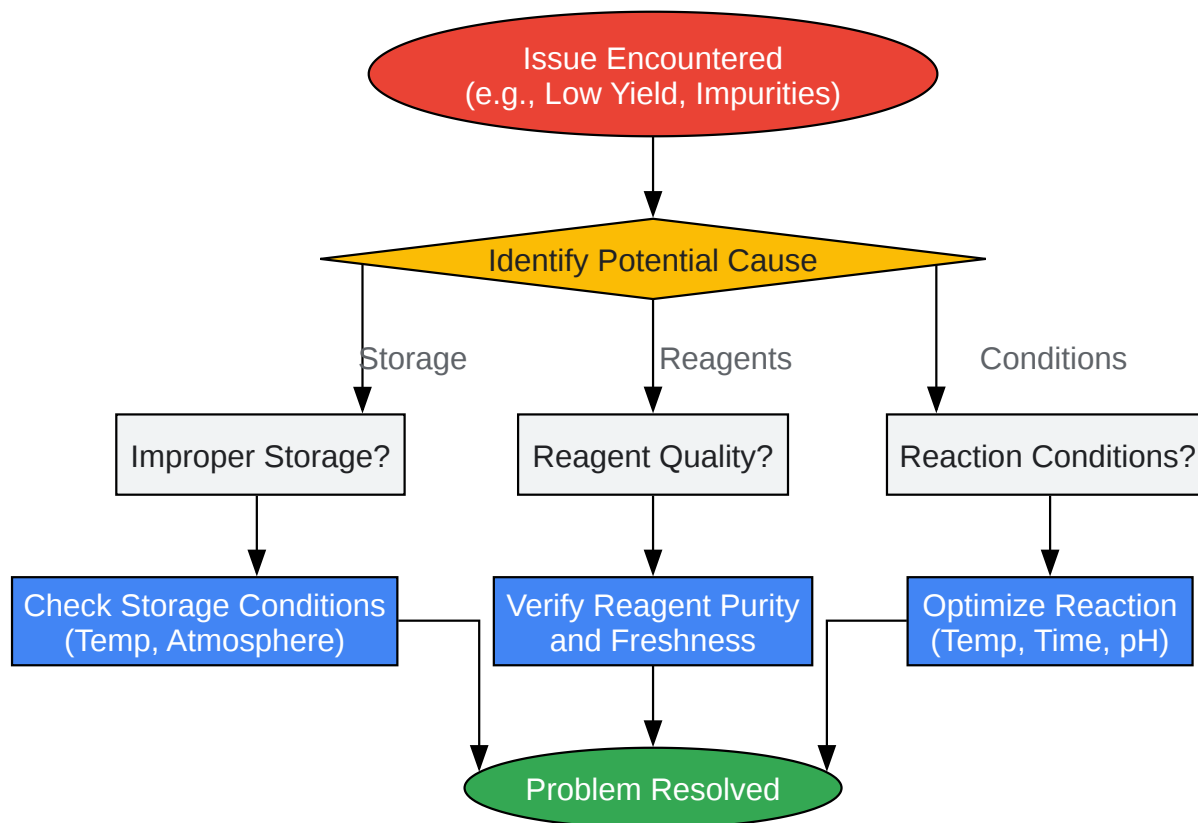 Issue Encountered
(e.g., Low Yield, Impurities)
Identify Potential Cause
Storage
Reagents
Conditions
Improper Storage?
Reagent Quality?
Reaction Conditions?
Check Storage Conditions
(Temp, Atmosphere)
Verify Reagent Purity
and Freshness
Optimize Reaction
(Temp, Time, pH)
Problem Resolved